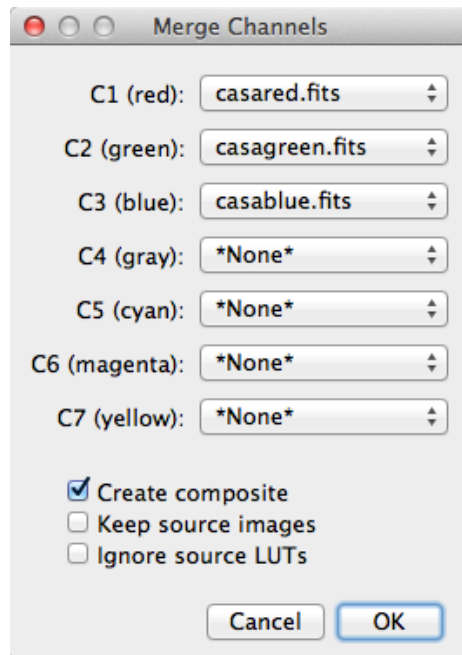 Merge Channels
C1 (red): casared.fits
C2 (green): casagreen.fits
C3 (blue): casablue.fits
C4 (gray): *None*
C5 (cyan): *None*
C6 (magenta): *None*
C7 (yellow): *None*
Create composite
Keep source images
Ignore source LUTs
Cancel OK